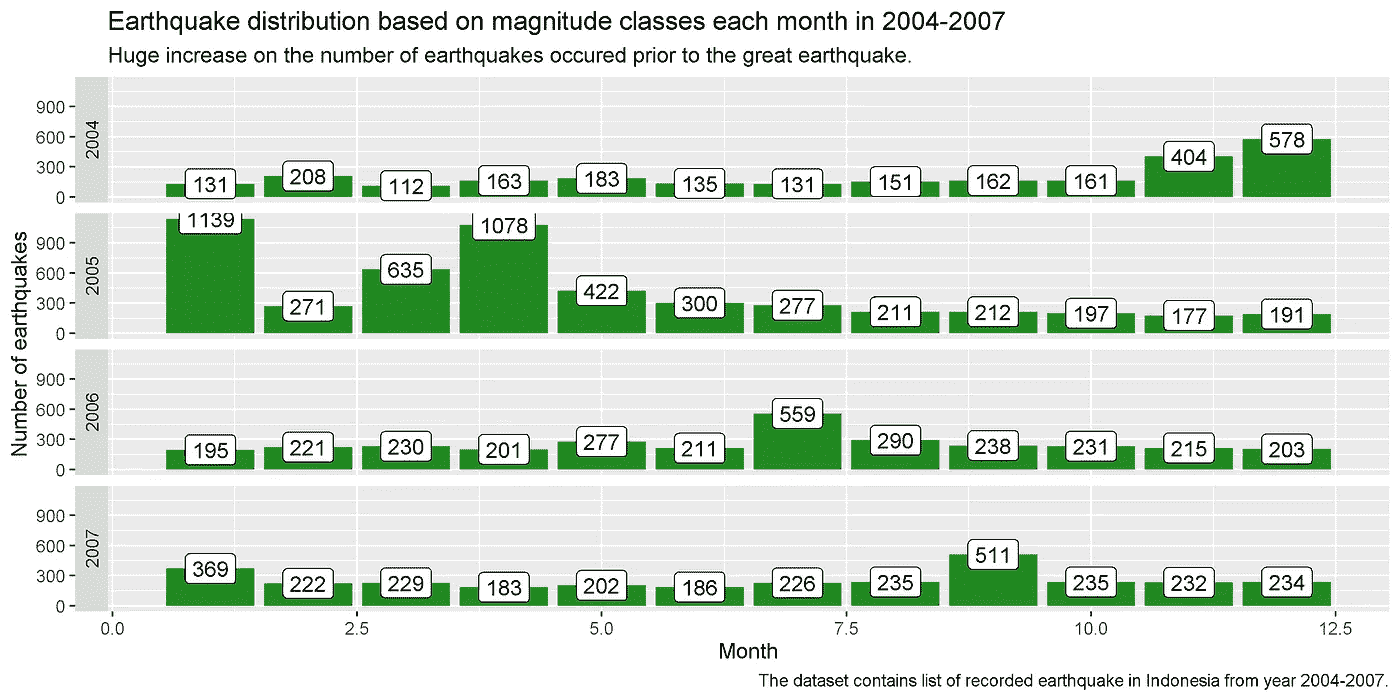 Earthquake distribution based on magnitude classes each month in 2004-2007
Huge increase on the number of earthquakes occured prior to the great earthquake.
Number of earthquakes
2004
900
600
300
0
131 208 112 163 183 135 131 151 162 161 404 578
2005
900
600
300
0
1139 271 635 1078 422 300 277 211 212 197 177 191
2006
900
600
300
0
195 221 230 201 277 211 559 290 238 231 215 203
2007
900
600
300
0
369 222 229 183 202 186 226 235 511 235 232 234
0.0 2.5 5.0 7.5 10.0 12.5
Month
The dataset contains list of recorded earthquake in Indonesia from year 2004-2007.